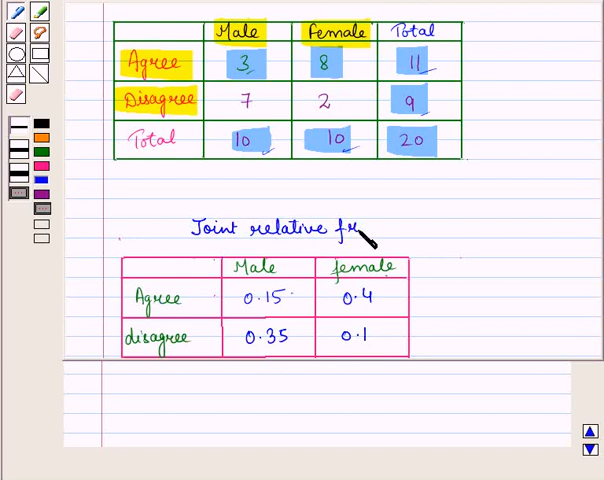 Male Female Total
Agree 3 8 11
Disagree 7 2 9
Total 10 10 20
Joint relative fr
Male female
Agree 0.15 0.4
disagree 0.35 0.1